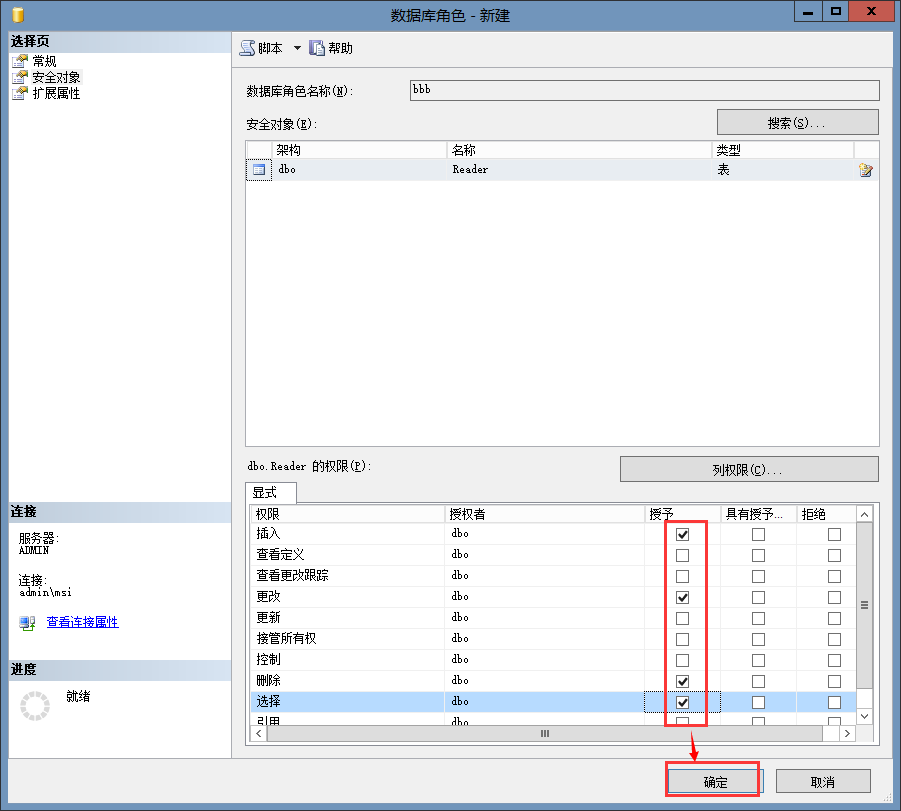 数据库角色 - 新建
选择页
常规
安全对象
扩展属性
脚本 帮助
数据库角色名称(N): bbb
安全对象(E): 搜索(S)...
架构 名称 类型
dbo Reader 表
dbo.Reader 的权限(P): 列权限(C)...
显式
权限 授权者 授予 具有授予... 拒绝
插入 dbo
查看定义 dbo
查看更改跟踪 dbo
更改 dbo
更新 dbo
接管所有权 dbo
控制 dbo
删除 dbo
选择 dbo
引用 dbo
连接
服务器:
ADMIN
连接:
admin\msi
查看连接属性
进度
就绪
确定 取消